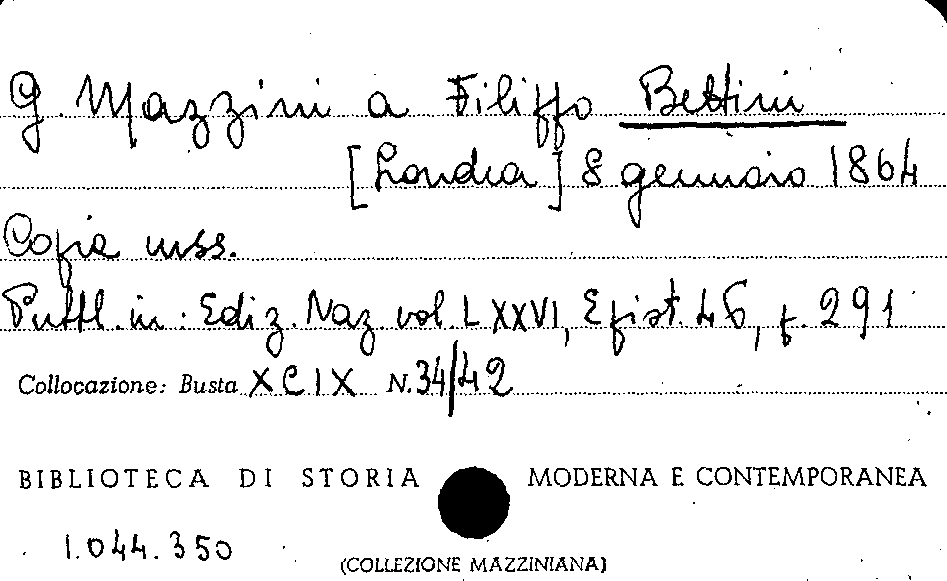 G. Mazzini a Filippo Bettini
[Londra] 8 gennaio 1864
Copia mss.
Pubbl. in. Ediz. Naz. vol. LXXVI, Epist. 46, p. 291
Collocazione: Busta XCIX N. 34/42
BIBLIOTECA DI STORIA MODERNA E CONTEMPORANEA
1.044.350
(COLLEZIONE MAZZINIANA)